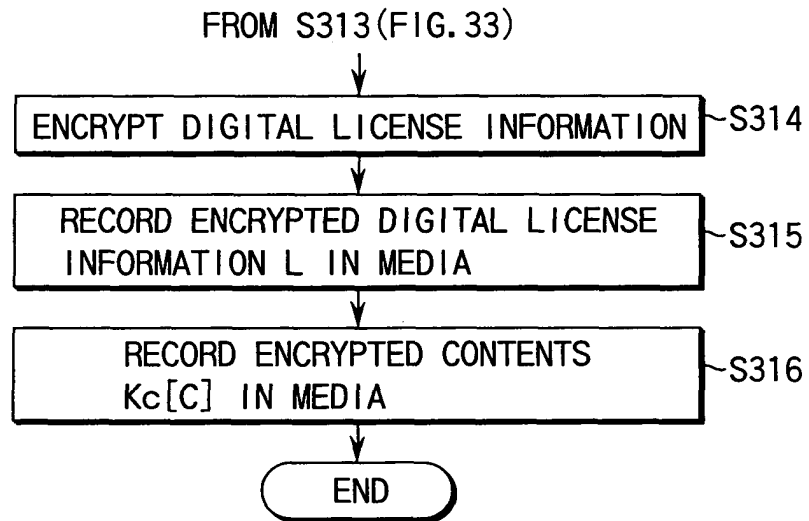 FROM S313(FIG.33)
ENCRYPT DIGITAL LICENSE INFORMATION
S314
RECORD ENCRYPTED DIGITAL LICENSE
INFORMATION L IN MEDIA
S315
RECORD ENCRYPTED CONTENTS
Kc[C] IN MEDIA
S316
END